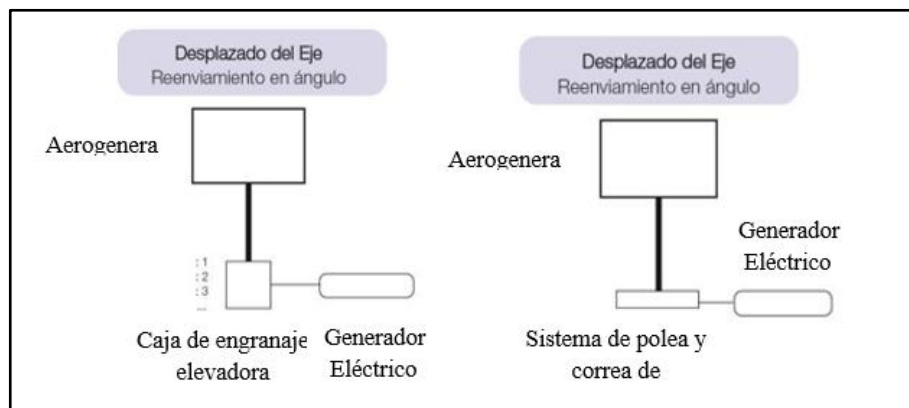 Desplazado del Eje
Reenviamiento en ángulo
Aerogenera
:1
:2
:3
...
Caja de engranaje
elevadora
Generador
Eléctrico
Desplazado del Eje
Reenviamiento en ángulo
Aerogenera
Generador
Eléctrico
Sistema de polea y
correa de